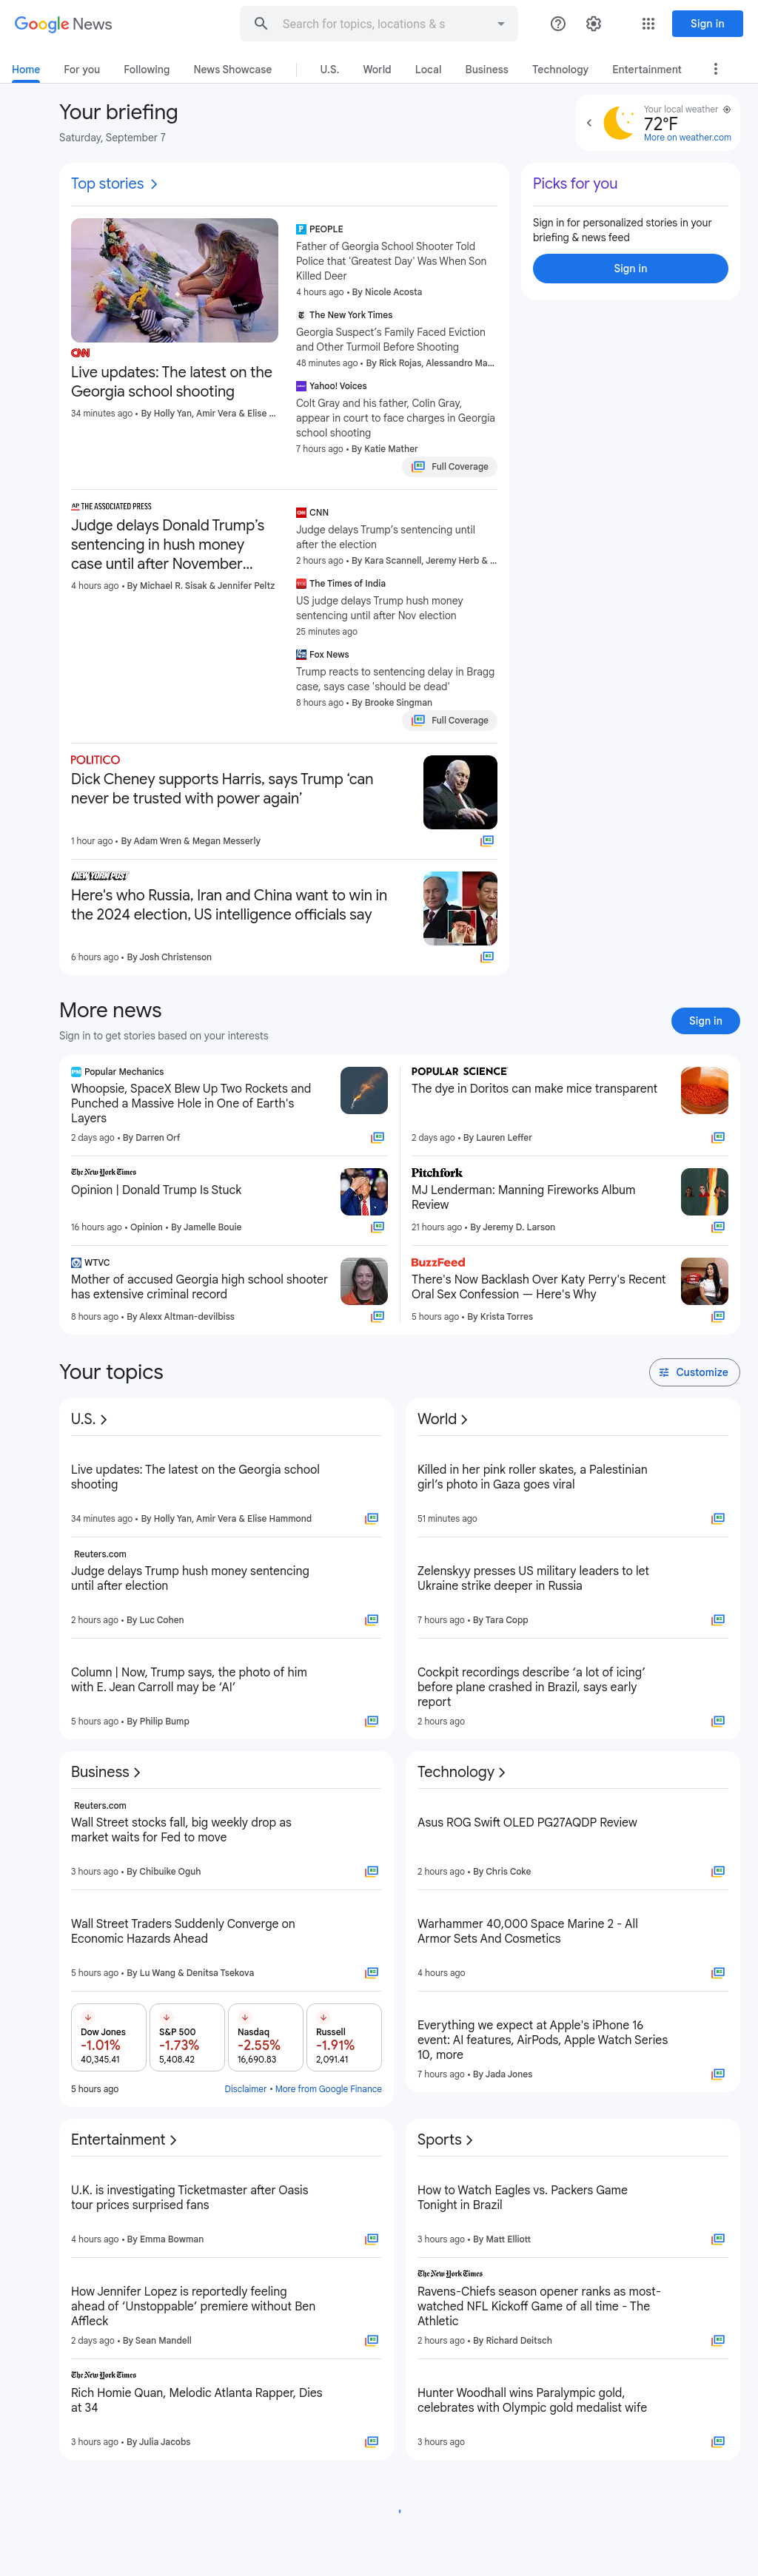 Google News
Search for topics, locations & s
Sign in
Home
For you
Following
News Showcase
U.S.
World
Local
Business
Technology
Entertainment
Your briefing
Saturday, September 7
Your local weather
72°F
More on weather.com
Top stories
Picks for you
Sign in for personalized stories in your
briefing & news feed
Sign in
CNN
Live updates: The latest on the
Georgia school shooting
34 minutes ago • By Holly Yan, Amir Vera & Elise ...
PEOPLE
Father of Georgia School Shooter Told
Police that 'Greatest Day' Was When Son
Killed Deer
4 hours ago • By Nicole Acosta
The New York Times
Georgia Suspect's Family Faced Eviction
and Other Turmoil Before Shooting
48 minutes ago • By Rick Rojas, Alessandro Ma...
Yahoo! Voices
Colt Gray and his father, Colin Gray,
appear in court to face charges in Georgia
school shooting
7 hours ago • By Katie Mather
Full Coverage
AP THE ASSOCIATED PRESS
Judge delays Donald Trump's
sentencing in hush money
case until after November...
4 hours ago • By Michael R. Sisak & Jennifer Peltz
CNN
Judge delays Trump's sentencing until
after the election
2 hours ago • By Kara Scannell, Jeremy Herb & ...
The Times of India
US judge delays Trump hush money
sentencing until after Nov election
25 minutes ago
Fox News
Trump reacts to sentencing delay in Bragg
case, says case 'should be dead'
8 hours ago • By Brooke Singman
Full Coverage
POLITICO
Dick Cheney supports Harris, says Trump ‘can
never be trusted with power again’
1 hour ago • By Adam Wren & Megan Messerly
NEW YORK POST
Here's who Russia, Iran and China want to win in
the 2024 election, US intelligence officials say
6 hours ago • By Josh Christenson
More news
Sign in to get stories based on your interests
Sign in
Popular Mechanics
Whoopsie, SpaceX Blew Up Two Rockets and
Punched a Massive Hole in One of Earth's
Layers
2 days ago • By Darren Orf
POPULAR SCIENCE
The dye in Doritos can make mice transparent
2 days ago • By Lauren Leffer
The New York Times
Opinion | Donald Trump Is Stuck
16 hours ago • Opinion • By Jamelle Bouie
Pitchfork
MJ Lenderman: Manning Fireworks Album
Review
21 hours ago • By Jeremy D. Larson
WTVC
Mother of accused Georgia high school shooter
has extensive criminal record
8 hours ago • By Alexx Altman-devilbiss
BuzzFeed
There's Now Backlash Over Katy Perry's Recent
Oral Sex Confession — Here's Why
5 hours ago • By Krista Torres
Your topics
Customize
U.S.
Live updates: The latest on the Georgia school
shooting
34 minutes ago • By Holly Yan, Amir Vera & Elise Hammond
Reuters.com
Judge delays Trump hush money sentencing
until after election
2 hours ago • By Luc Cohen
Column | Now, Trump says, the photo of him
with E. Jean Carroll may be ‘AI’
5 hours ago • By Philip Bump
World
Killed in her pink roller skates, a Palestinian
girl's photo in Gaza goes viral
51 minutes ago
Zelenskyy presses US military leaders to let
Ukraine strike deeper in Russia
7 hours ago • By Tara Copp
Cockpit recordings describe ‘a lot of icing’
before plane crashed in Brazil, says early
report
2 hours ago
Business
Reuters.com
Wall Street stocks fall, big weekly drop as
market waits for Fed to move
3 hours ago • By Chibuike Oguh
Wall Street Traders Suddenly Converge on
Economic Hazards Ahead
5 hours ago • By Lu Wang & Denitsa Tsekova
Dow Jones
-1.01%
40,345.41
S&P 500
-1.73%
5,408.42
Nasdaq
-2.55%
16,690.83
Russell
-1.91%
2,091.41
5 hours ago
Disclaimer • More from Google Finance
Technology
Asus ROG Swift OLED PG27AQDP Review
2 hours ago • By Chris Coke
Warhammer 40,000 Space Marine 2 - All
Armor Sets And Cosmetics
4 hours ago
Everything we expect at Apple's iPhone 16
event: AI features, AirPods, Apple Watch Series
10, more
7 hours ago • By Jada Jones
Entertainment
U.K. is investigating Ticketmaster after Oasis
tour prices surprised fans
4 hours ago • By Emma Bowman
How Jennifer Lopez is reportedly feeling
ahead of ‘Unstoppable’ premiere without Ben
Affleck
2 days ago • By Sean Mandell
The New York Times
Rich Homie Quan, Melodic Atlanta Rapper, Dies
at 34
3 hours ago • By Julia Jacobs
Sports
How to Watch Eagles vs. Packers Game
Tonight in Brazil
3 hours ago • By Matt Elliott
The New York Times
Ravens-Chiefs season opener ranks as most-
watched NFL Kickoff Game of all time - The
Athletic
2 hours ago • By Richard Deitsch
Hunter Woodhall wins Paralympic gold,
celebrates with Olympic gold medalist wife
3 hours ago